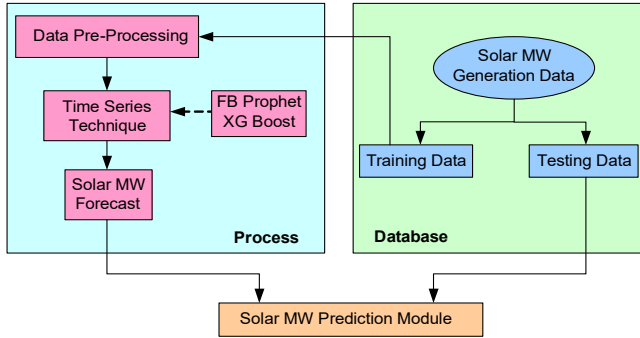 Data Pre-Processing
Time Series
Technique
FB Prophet
XG Boost
Solar MW
Forecast
Process
Solar MW
Generation Data
Training Data
Testing Data
Database
Solar MW Prediction Module